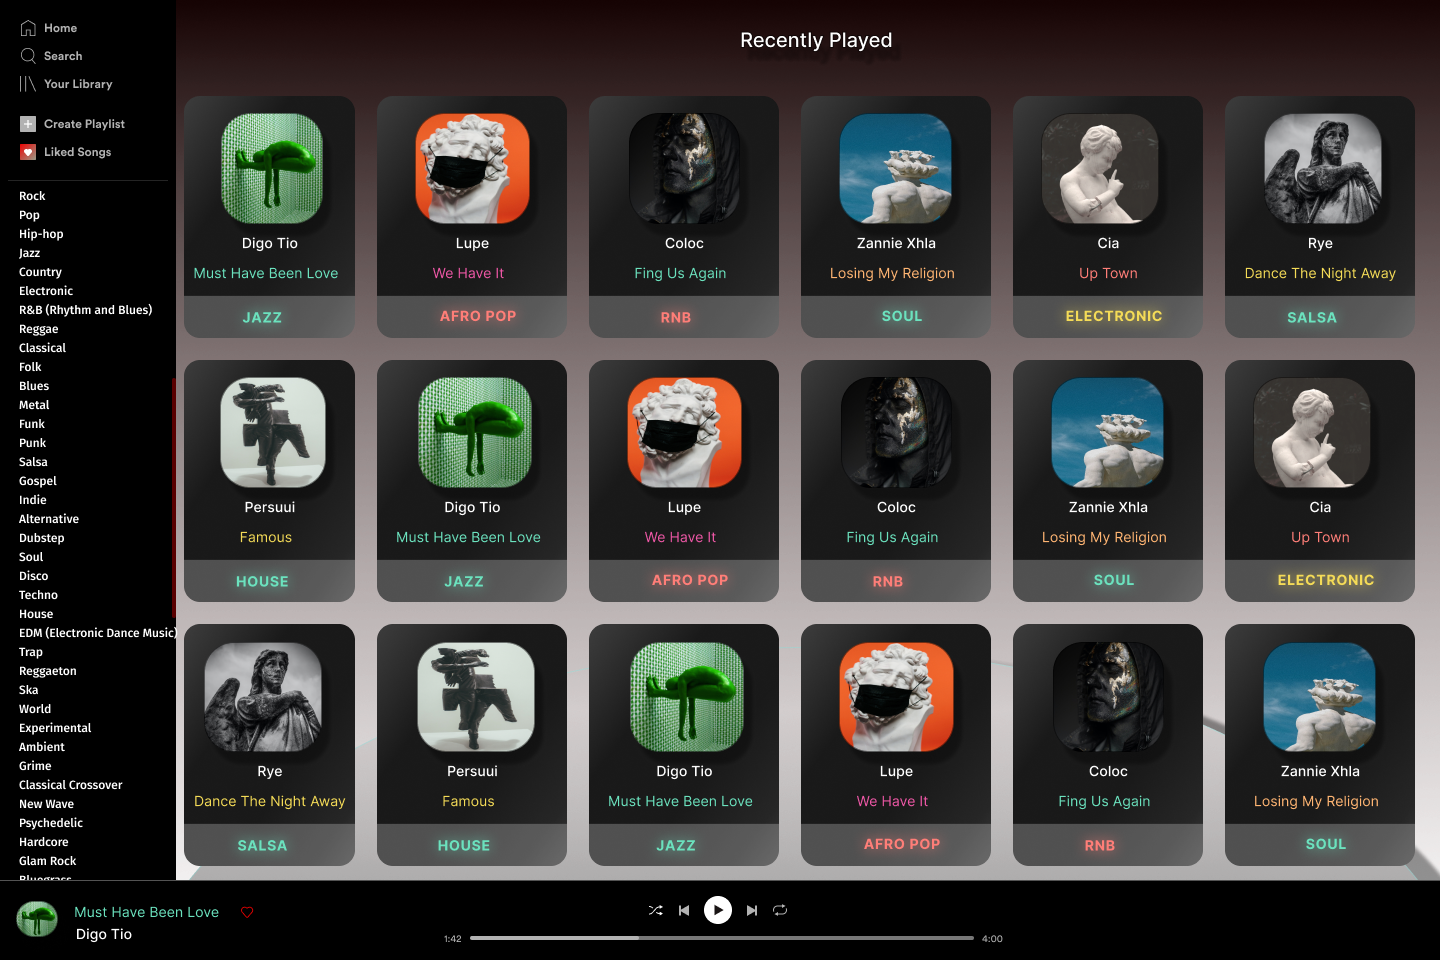 Home
Search
Your Library
Create Playlist
Liked Songs
Rock
Pop
Hip-hop
Jazz
Country
Electronic
R&B (Rhythm and Blues)
Reggae
Classical
Folk
Blues
Metal
Funk
Punk
Salsa
Gospel
Indie
Alternative
Dubstep
Soul
Disco
Techno
House
EDM (Electronic Dance Music)
Trap
Reggaeton
Ska
World
Experimental
Ambient
Grime
Classical Crossover
New Wave
Psychedelic
Hardcore
Glam Rock
Bluegrass
Recently Played
Digo Tio
Must Have Been Love
JAZZ
Lupe
We Have It
AFRO POP
Coloc
Fing Us Again
RNB
Zannie Xhla
Losing My Religion
SOUL
Cia
Up Town
ELECTRONIC
Rye
Dance The Night Away
SALSA
Persuui
Famous
HOUSE
Digo Tio
Must Have Been Love
JAZZ
Lupe
We Have It
AFRO POP
Coloc
Fing Us Again
RNB
Zannie Xhla
Losing My Religion
SOUL
Cia
Up Town
ELECTRONIC
Rye
Dance The Night Away
SALSA
Persuui
Famous
HOUSE
Digo Tio
Must Have Been Love
JAZZ
Lupe
We Have It
AFRO POP
Coloc
Fing Us Again
RNB
Zannie Xhla
Losing My Religion
SOUL
Must Have Been Love
Digo Tio
1:42
4:00